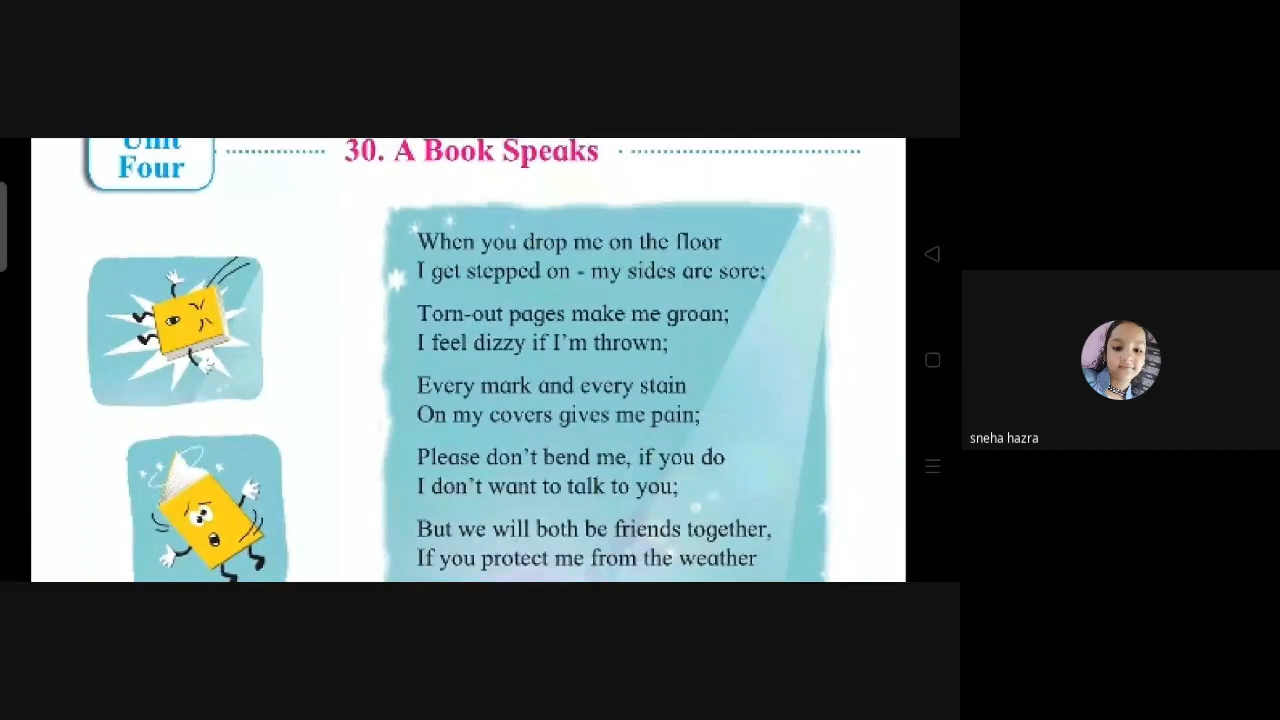 Unit
Four
30. A Book Speaks
When you drop me on the floor
I get stepped on - my sides are sore;
Torn-out pages make me groan;
I feel dizzy if I'm thrown;
Every mark and every stain
On my covers gives me pain;
Please don't bend me, if you do
I don't want to talk to you;
But we will both be friends together,
If you protect me from the weather
sneha hazra